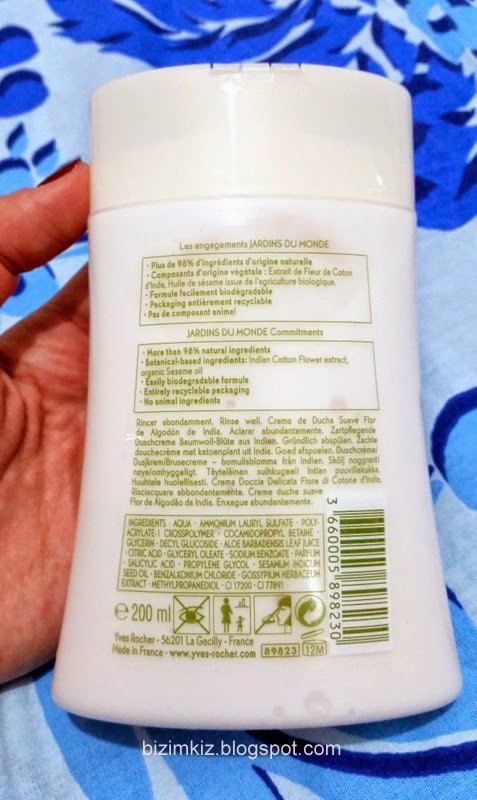 Les engagements JARDINS DU MONDE
• Plus de 98% d'ingrédients d'origine naturelle
• Composants d'origine végétale : Extrait de Fleur de Coton
d'Inde, Huile de sésame issue de l'agriculture biologique.
• Formule facilement biodégradable
• Packaging entièrement recyclable
• Pas de composant animal
JARDINS DU MONDE Commitments
• More than 98% natural ingredients
• Botanical-based ingredients: Indian Cotton Flower extract,
organic Sesame oil
• Easily biodegradable formula
• Entirely recyclable packaging
• No animal ingredients
Rincer abondamment. Rinse well. Crema de Ducha Suave Flor
de Algodón de India. Aclarar abundantemente. Zartpflegende
Duschcreme Baumwoll-Blüte aus Indien. Gründlich abspülen. Zachte
douchecrème met katoenplant uit Indiad. Goed afspoelen. Duschcrème/
Dusjkrem/Brusecreme - bomullsblomma från Indien. Skölj noggrant/
nøye/omhyggeligt. Täyteläinen suihkugeeli Intian puuvillakukka.
Huuhtele huolellisesti. Crema Doccia Delicata Fiore di Cotone d'India.
Risciacquare abbondantemente. Creme duche suave
Flor de Algodão da India. Enxague abundantemente.
INGREDIENTS : AQUA • AMMONIUM LAURYL SULFATE • POLY-
ACRYLATE-1 CROSSPOLYMER • COCAMIDOPROPYL BETAINE •
GLYCERIN • DECYL GLUCOSIDE • ALOE BARBADENSIS LEAF JUICE
• CITRIC ACID • GLYCERYL OLEATE • SODIUM BENZOATE • PARFUM
• SALICYLIC ACID • PROPYLENE GLYCOL • SESAMUM INDICUM
SEED OIL • BENZALKONIUM CHLORIDE • GOSSYPIUM HERBACEUM
EXTRACT • METHYLPROPANEDIOL • CI 17200 • CI 77891
3 660005 898230
e 200 ml
Yves Rocher - 56201 La Gacilly - France
Made in France - www.yves-rocher.com
89823
12M
bizimkiz.blogspot.com